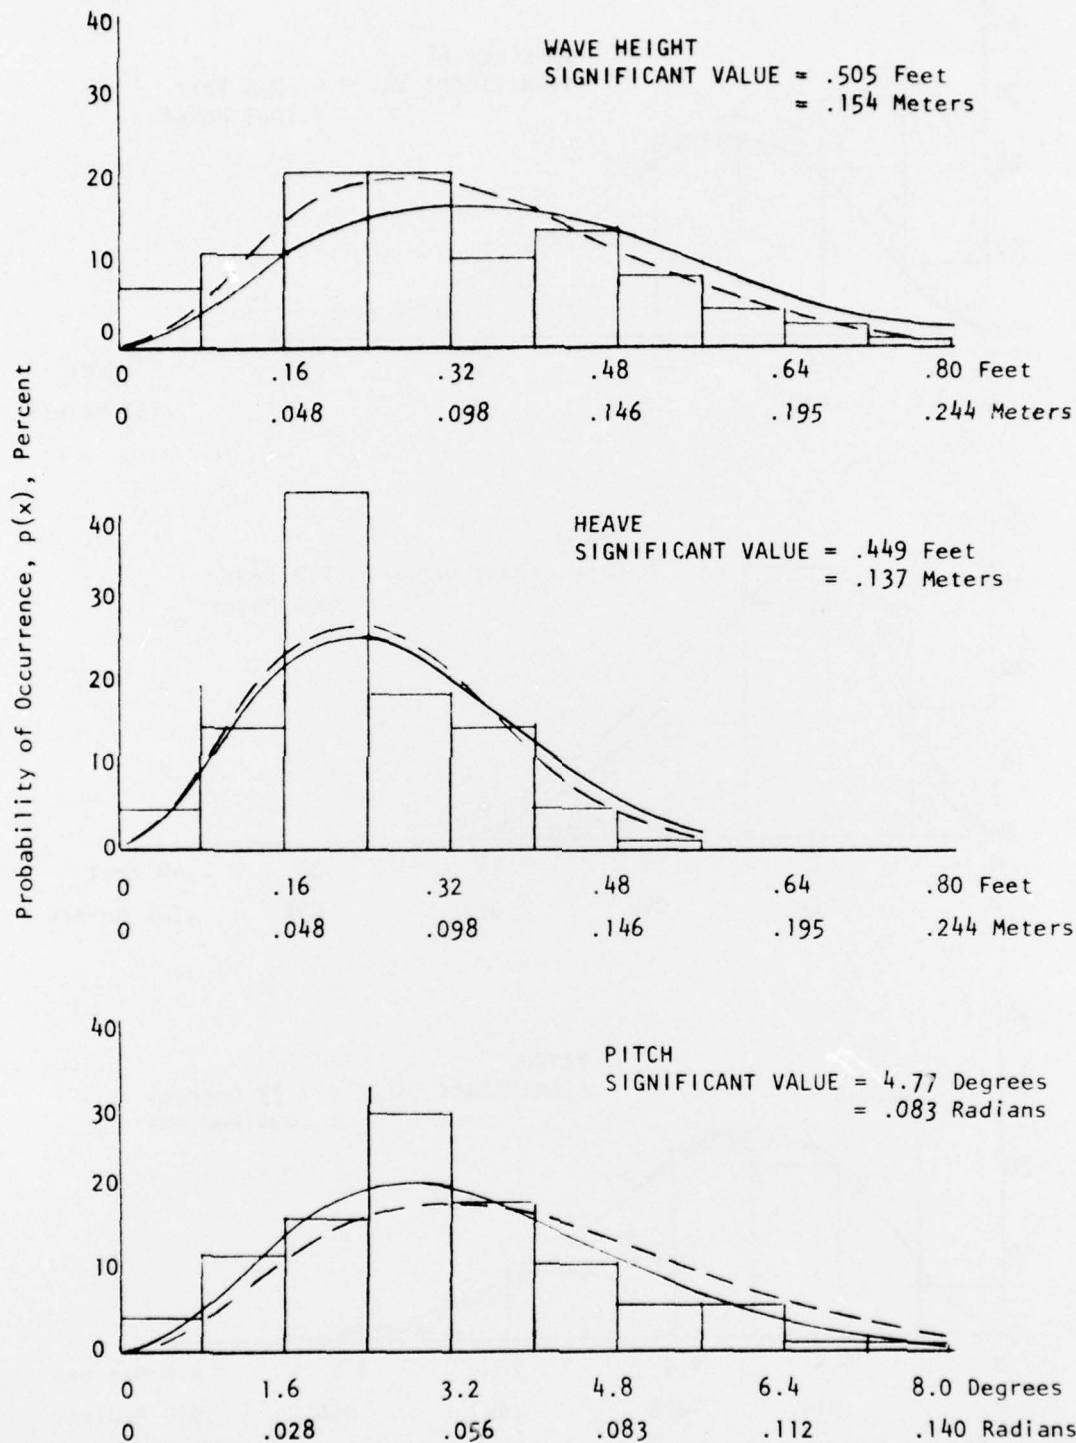 Probability of Occurrence, p(x), Percent
40
30
20
10
0
WAVE HEIGHT
SIGNIFICANT VALUE = .505 Feet
= .154 Meters
0 .16 .32 .48 .64 .80 Feet
0 .048 .098 .146 .195 .244 Meters
40
30
20
10
0
HEAVE
SIGNIFICANT VALUE = .449 Feet
= .137 Meters
0 .16 .32 .48 .64 .80 Feet
0 .048 .098 .146 .195 .244 Meters
40
30
20
10
0
PITCH
SIGNIFICANT VALUE = 4.77 Degrees
= .083 Radians
0 1.6 3.2 4.8 6.4 8.0 Degrees
0 .028 .056 .083 .112 .140 Radians